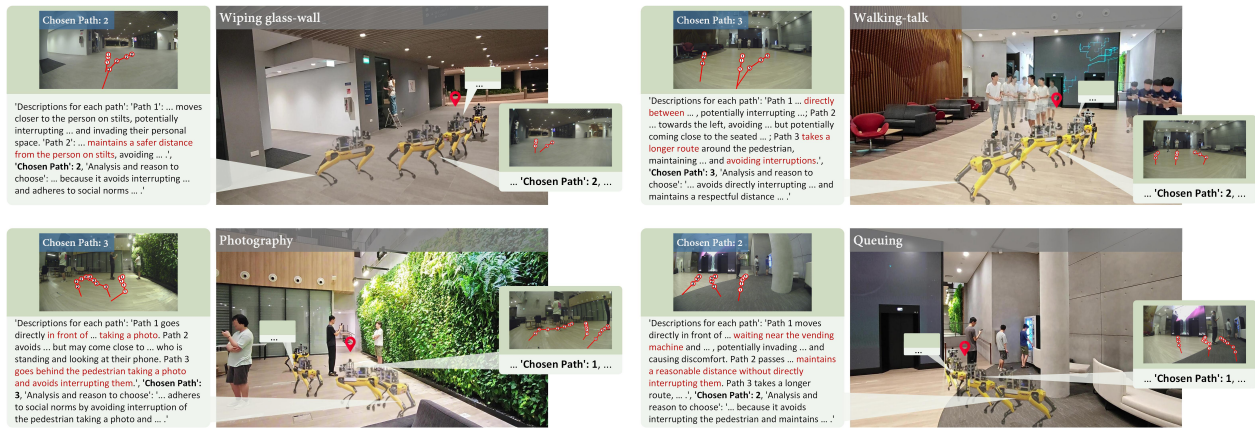 Chosen Path: 2
'Descriptions for each path': 'Path 1': ... moves
closer to the person on stilts, potentially
interrupting ... and invading their personal
space. 'Path 2': ... maintains a safer distance
from the person on stilts, avoiding ... .',
'Chosen Path': 2, 'Analysis and reason to
choose': ... because it avoids interrupting ...
and adheres to social norms ... .'
Wiping glass-wall
...
... 'Chosen Path': 2, ...
Chosen Path: 3
'Descriptions for each path': 'Path 1 ... directly
between ... , potentially interrupting ...; Path 2
... towards the left, avoiding ... but potentially
coming close to the seated ... ; Path 3 takes a
longer route around the pedestrian,
maintaining ... and avoiding interruptions.',
'Chosen Path': 3, 'Analysis and reason to
choose': '... avoids directly interrupting ... and
maintains a respectful distance ... .'
Walking-talk
...
... 'Chosen Path': 2, ...
Chosen Path: 3
'Descriptions for each path': 'Path 1 goes
directly in front of ... taking a photo. Path 2
avoids ... but may come close to ... who is
standing and looking at their phone. Path 3
goes behind the pedestrian taking a photo
and avoids interrupting them.', 'Chosen Path':
3, 'Analysis and reason to choose': '... adheres
to social norms by avoiding interruption of
the pedestrian taking a photo and ... .'
Photography
...
... 'Chosen Path': 1, ...
Chosen Path: 2
'Descriptions for each path': 'Path 1 moves
directly in front of ... waiting near the vending
machine and ... , potentially invading ... and
causing discomfort. Path 2 passes ... maintains
a reasonable distance without directly
interrupting them. Path 3 takes a longer
route, ... .', 'Chosen Path': 2, 'Analysis and
reason to choose': '... because it avoids
interrupting the pedestrian and maintains ... .'
Queuing
...
... 'Chosen Path': 1, ...